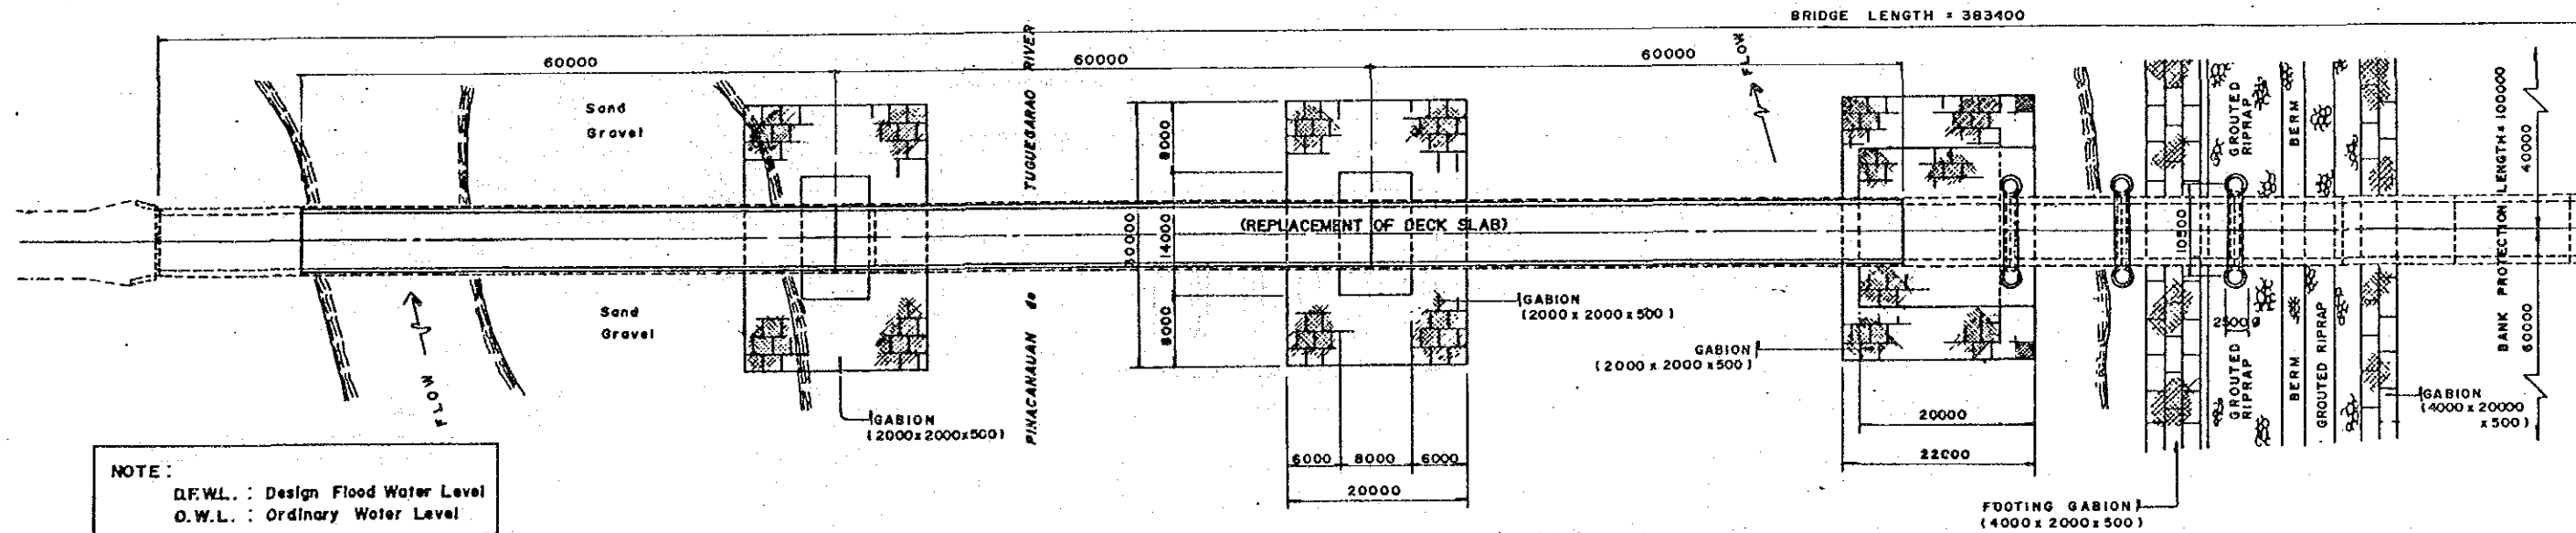 BRIDGE LENGTH = 383400
60000
60000
60000
FLOW
Sand
Gravel
PINACANAUAN de TUGUEGARAO RIVER
8000
14000
8000
30000
(REPLACEMENT OF DECK SLAB)
10500
GROUTED
RIPRAP
BERM
BANK PROTECTION LENGTH=100000
40000
60000
Sand
Gravel
FLOW
GABION
(2000x2000x500)
GABION
(2000 x 2000 x 500)
GABION
(2000 x 2000 x 500)
2500 ø
GROUTED
RIPRAP
BERM
GROUTED RIPRAP
GABION
(4000 x 20000
x 500)
6000
8000
6000
20000
20000
22000
FOOTING GABION
(4000 x 2000 x 500)
NOTE :
D.F.W.L. : Design Flood Water Level
O.W.L. : Ordinary Water Level